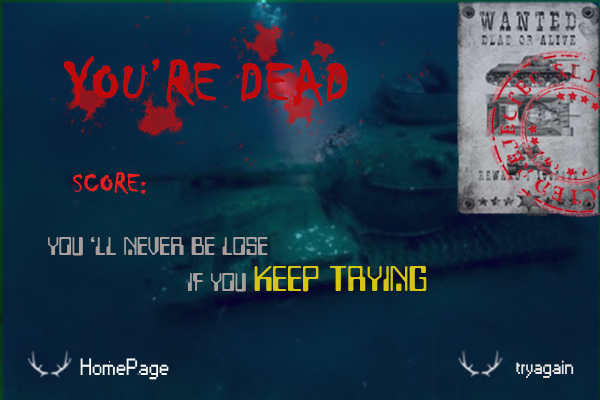 WANTED
DEAD OR ALIVE
YOU'RE DEAD
REJECTED
SCORE:
YOU 'LL NEVER BE LOSE
IF YOU KEEP TRYING
HomePage
tryagain